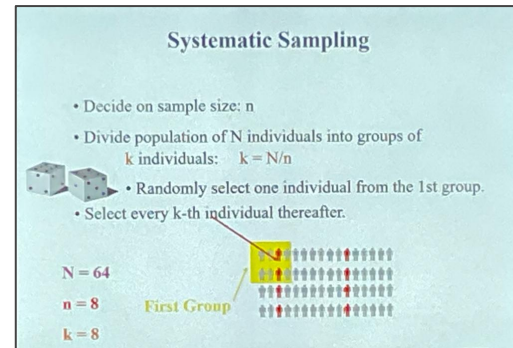 Systematic Sampling
• Decide on sample size: n
• Divide population of N individuals into groups of
k individuals: k = N/n
• Randomly select one individual from the 1st group.
• Select every k-th individual thereafter.
N = 64
n = 8
First Group
k = 8